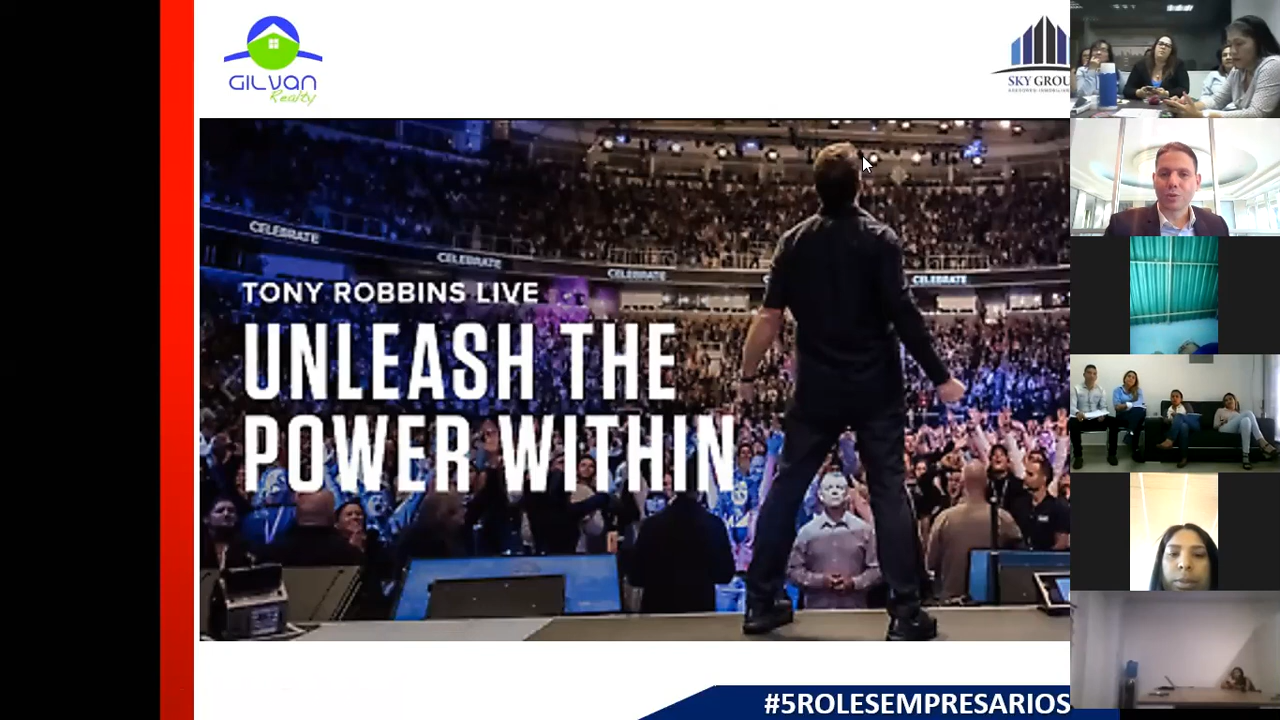 GILVAN
Realty
SKY GROU
CELEBRATE
CELEBRATE
CELEBRATE
CELEBRATE
TONY ROBBINS LIVE
UNLEASH THE
POWER WITHIN
#5ROLESEMPRESARIOS